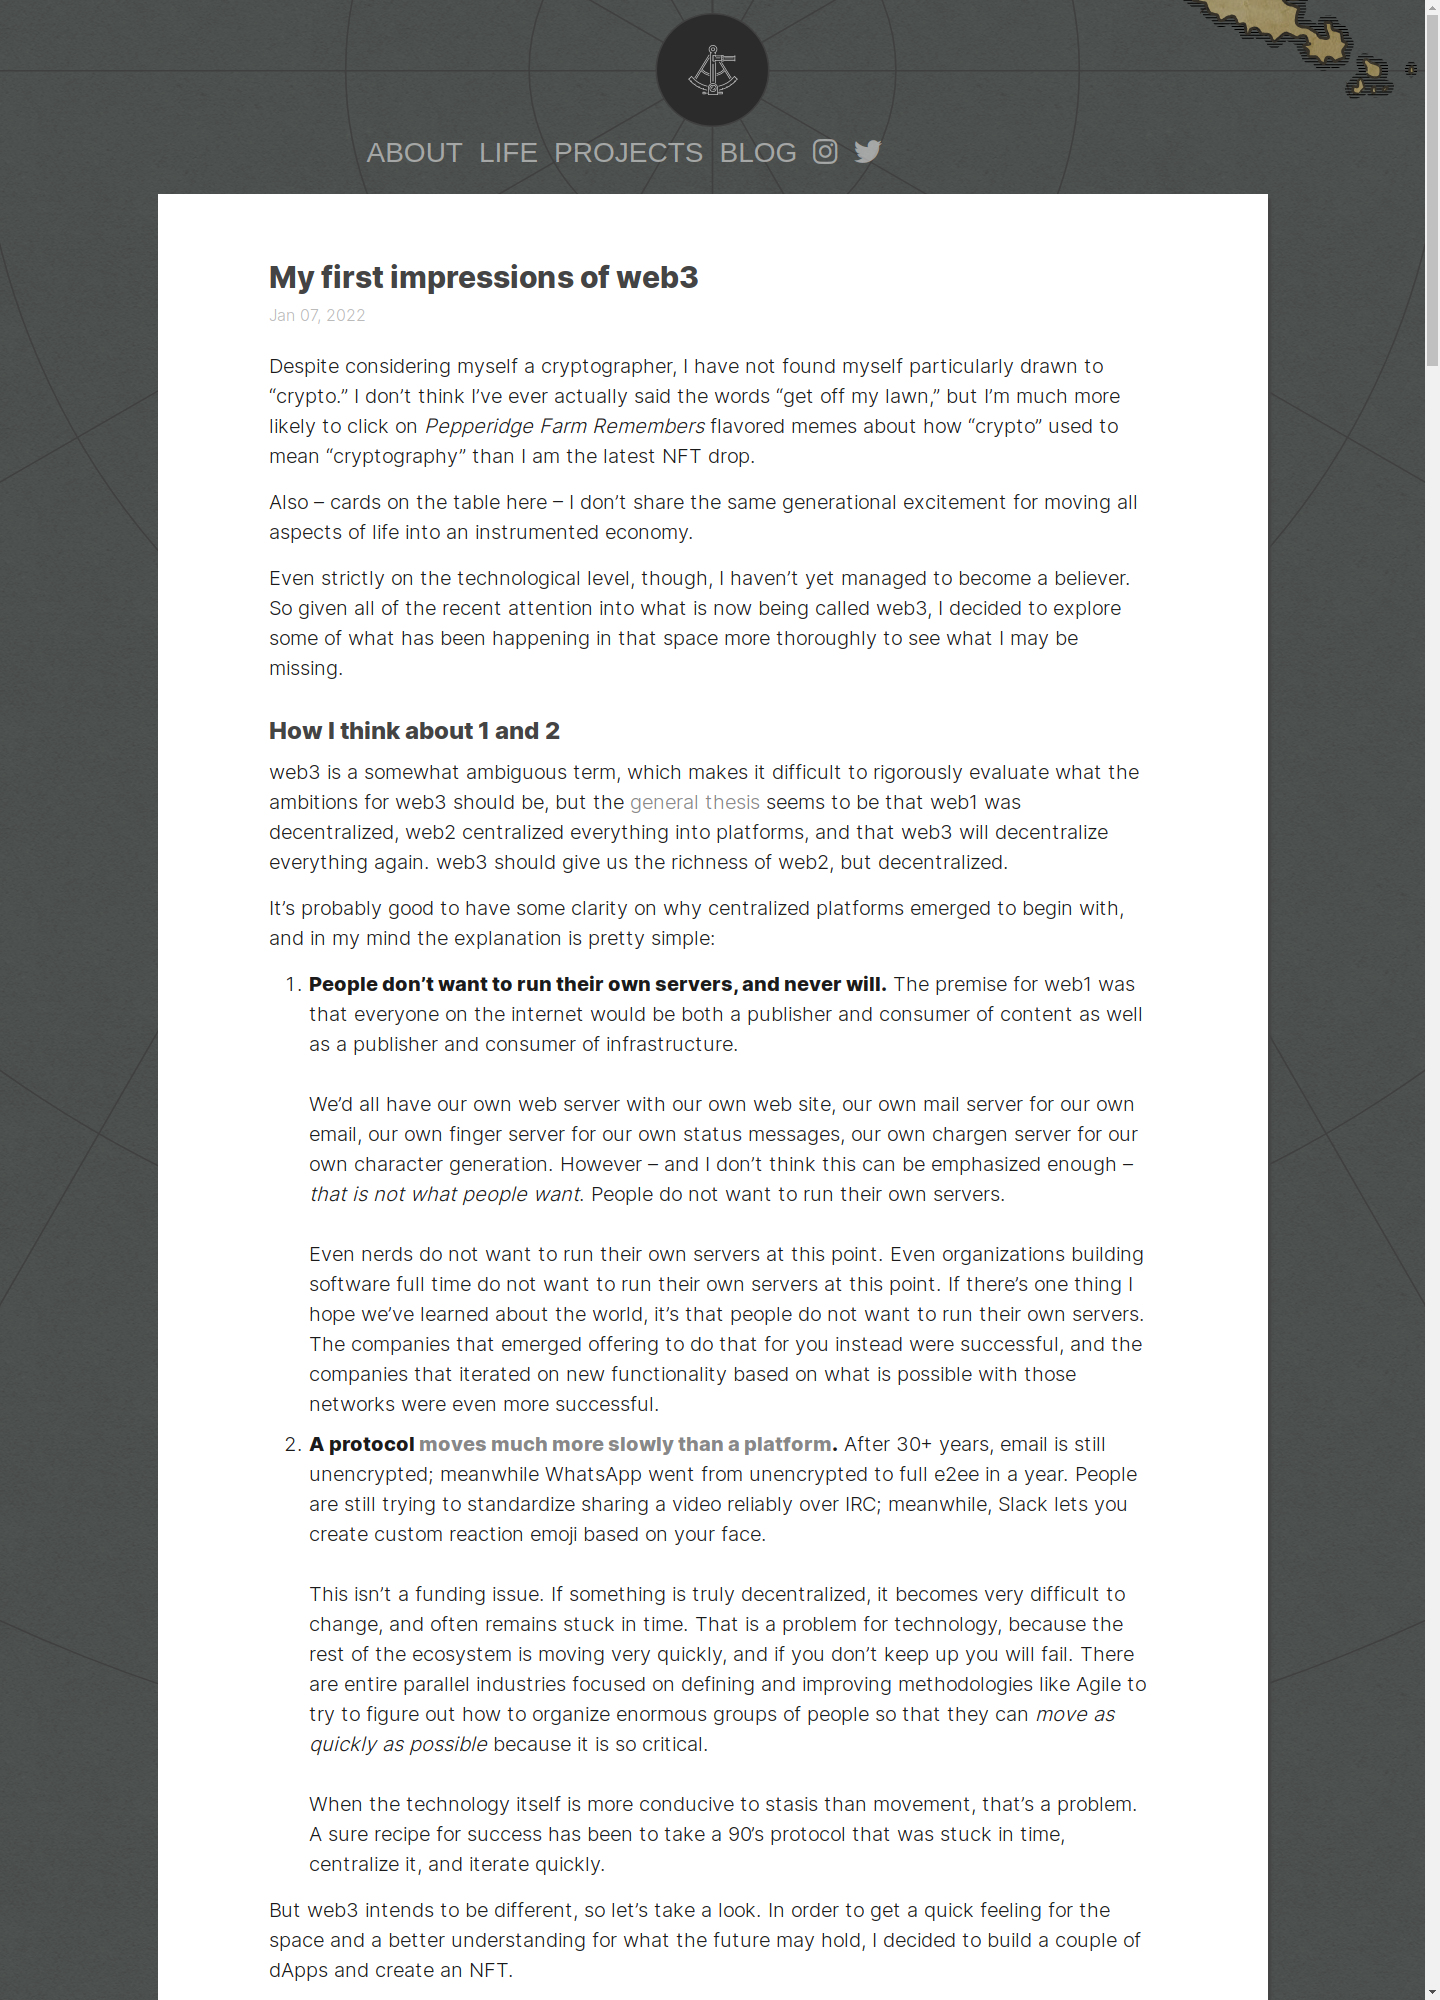 ABOUT LIFE PROJECTS BLOG
My first impressions of web3
Jan 07, 2022
Despite considering myself a cryptographer, I have not found myself particularly drawn to
“crypto.” I don’t think I’ve ever actually said the words “get off my lawn,” but I’m much more
likely to click on Pepperidge Farm Remembers flavored memes about how “crypto” used to
mean “cryptography” than I am the latest NFT drop.
Also – cards on the table here – I don’t share the same generational excitement for moving all
aspects of life into an instrumented economy.
Even strictly on the technological level, though, I haven’t yet managed to become a believer.
So given all of the recent attention into what is now being called web3, I decided to explore
some of what has been happening in that space more thoroughly to see what I may be
missing.
How I think about 1 and 2
web3 is a somewhat ambiguous term, which makes it difficult to rigorously evaluate what the
ambitions for web3 should be, but the general thesis seems to be that web1 was
decentralized, web2 centralized everything into platforms, and that web3 will decentralize
everything again. web3 should give us the richness of web2, but decentralized.
It’s probably good to have some clarity on why centralized platforms emerged to begin with,
and in my mind the explanation is pretty simple:
1. People don’t want to run their own servers, and never will. The premise for web1 was
that everyone on the internet would be both a publisher and consumer of content as well
as a publisher and consumer of infrastructure.
We’d all have our own web server with our own web site, our own mail server for our own
email, our own finger server for our own status messages, our own chargen server for our
own character generation. However – and I don’t think this can be emphasized enough –
that is not what people want. People do not want to run their own servers.
Even nerds do not want to run their own servers at this point. Even organizations building
software full time do not want to run their own servers at this point. If there’s one thing I
hope we’ve learned about the world, it’s that people do not want to run their own servers.
The companies that emerged offering to do that for you instead were successful, and the
companies that iterated on new functionality based on what is possible with those
networks were even more successful.
2. A protocol moves much more slowly than a platform. After 30+ years, email is still
unencrypted; meanwhile WhatsApp went from unencrypted to full e2ee in a year. People
are still trying to standardize sharing a video reliably over IRC; meanwhile, Slack lets you
create custom reaction emoji based on your face.
This isn’t a funding issue. If something is truly decentralized, it becomes very difficult to
change, and often remains stuck in time. That is a problem for technology, because the
rest of the ecosystem is moving very quickly, and if you don’t keep up you will fail. There
are entire parallel industries focused on defining and improving methodologies like Agile to
try to figure out how to organize enormous groups of people so that they can move as
quickly as possible because it is so critical.
When the technology itself is more conducive to stasis than movement, that’s a problem.
A sure recipe for success has been to take a 90’s protocol that was stuck in time,
centralize it, and iterate quickly.
But web3 intends to be different, so let’s take a look. In order to get a quick feeling for the
space and a better understanding for what the future may hold, I decided to build a couple of
dApps and create an NFT.